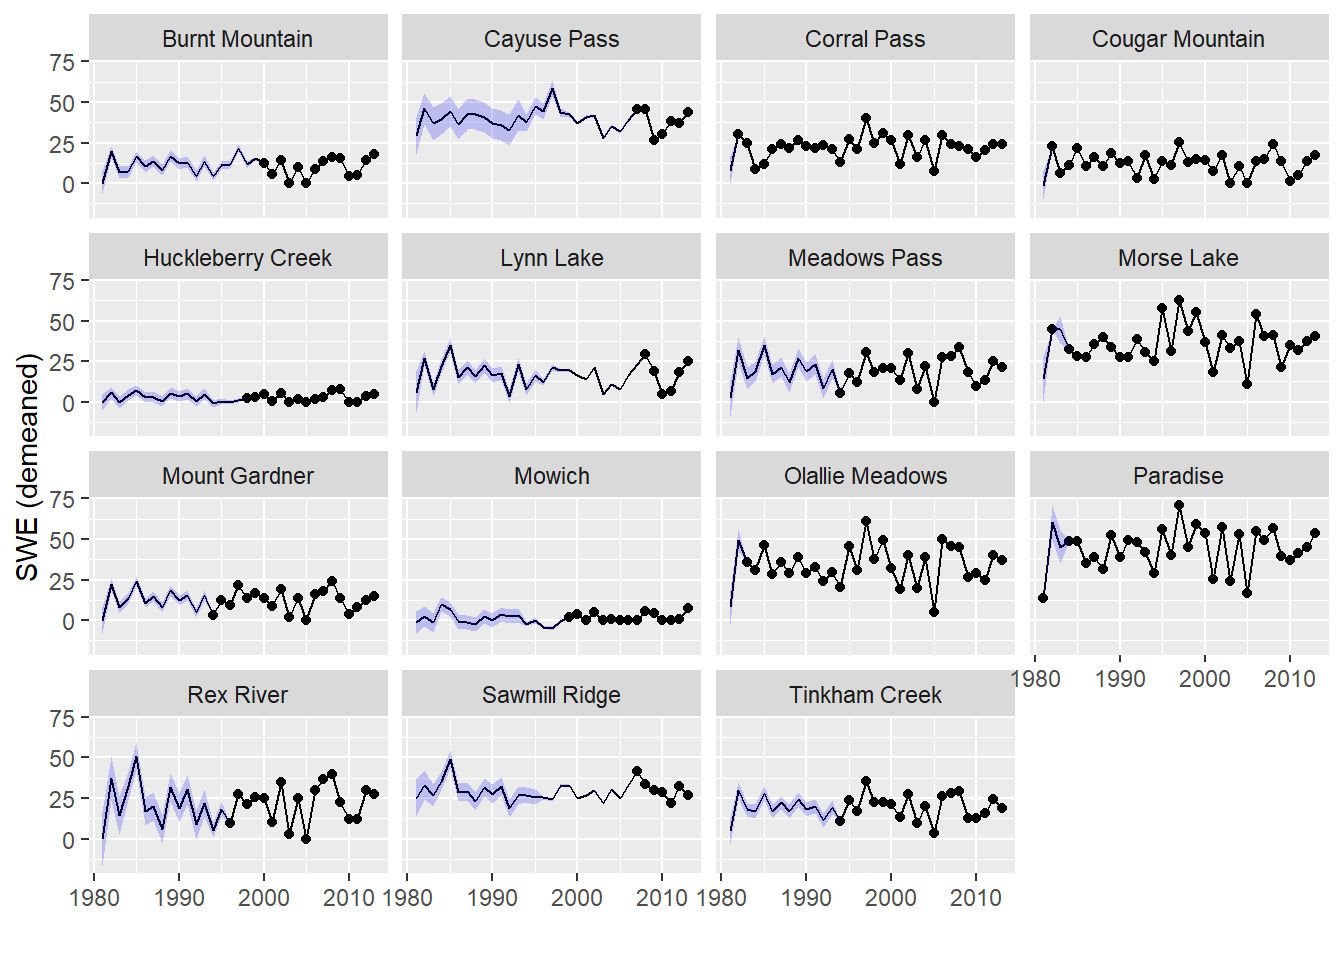 Burnt Mountain Cayuse Pass Corral Pass Cougar Mountain
75
50
25
0
Huckleberry Creek Lynn Lake Meadows Pass Morse Lake
75
50
25
0
SWE (demeaned)
Mount Gardner Mowich Olallie Meadows Paradise
75
50
25
0
1980 1990 2000 2010
Rex River Sawmill Ridge Tinkham Creek
75
50
25
0
1980 1990 2000 2010 1980 1990 2000 2010 1980 1990 2000 2010